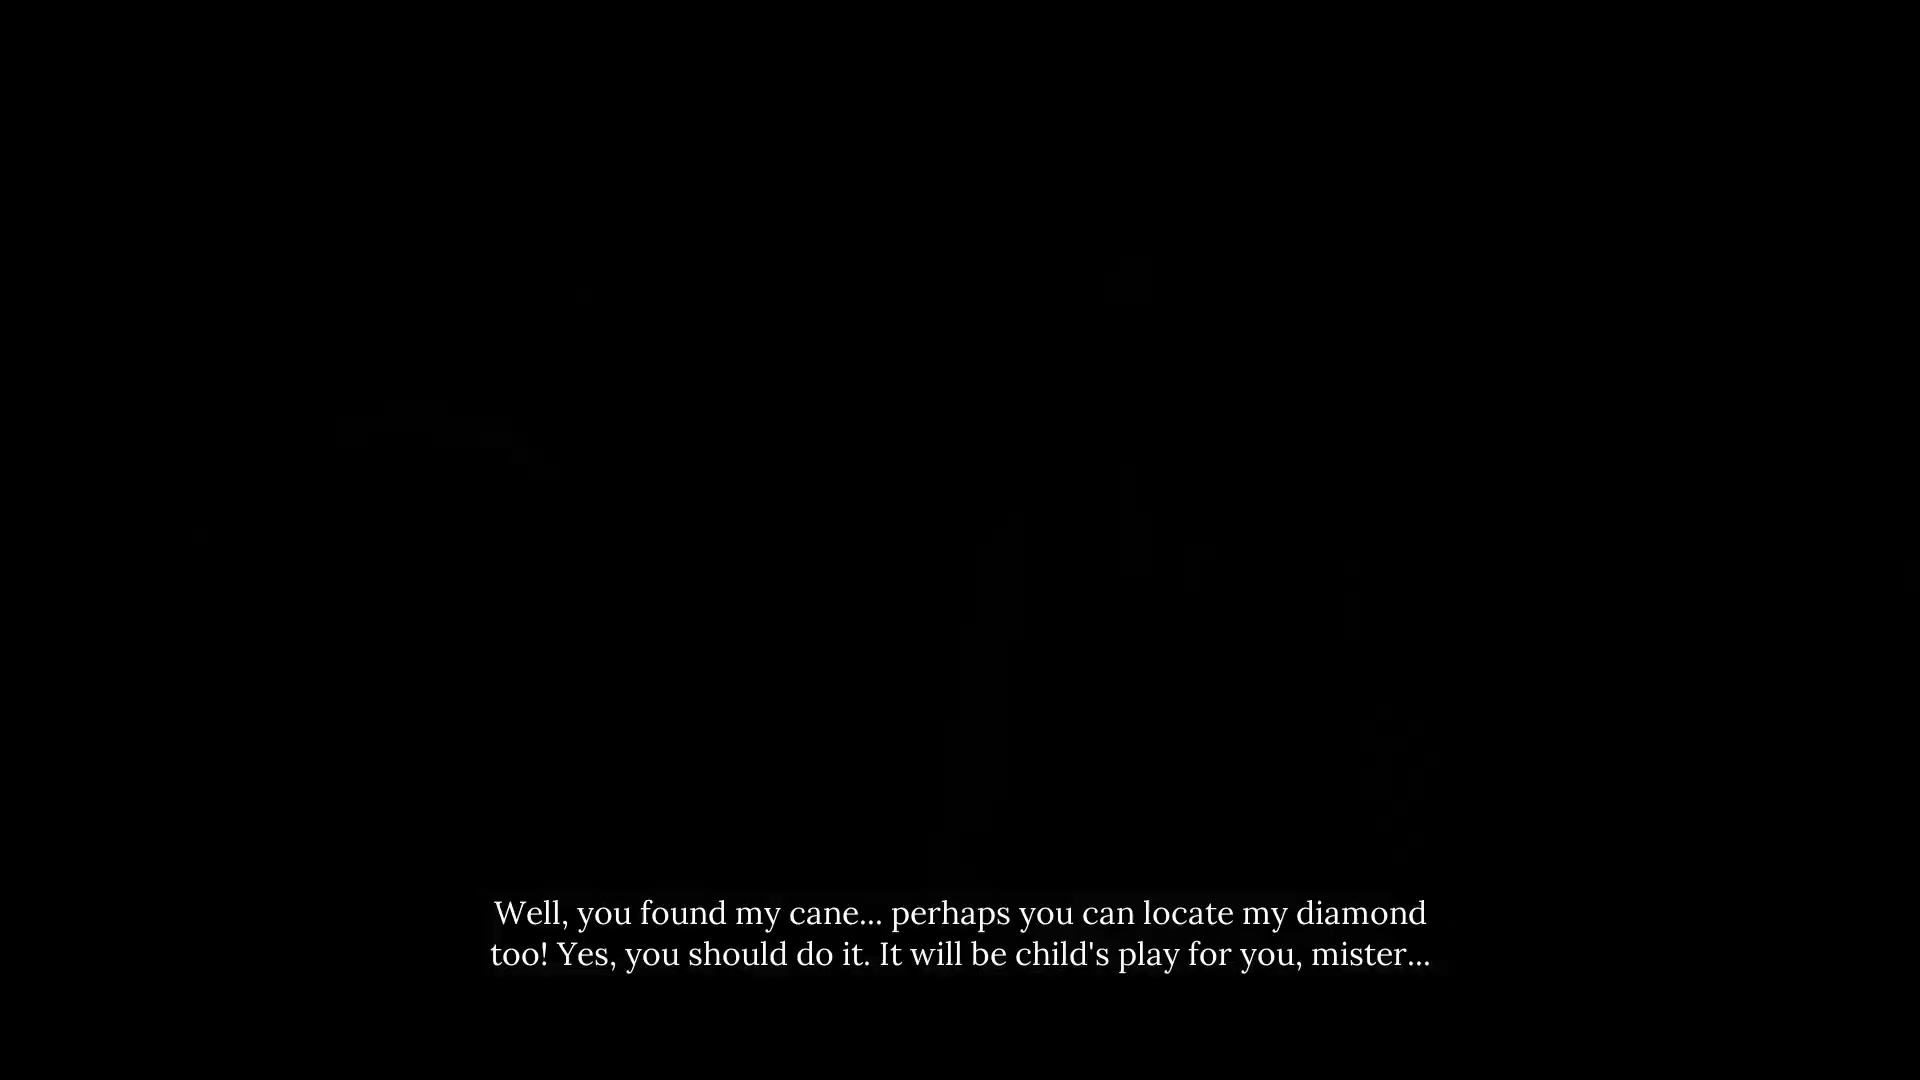 Well, you found my cane... perhaps you can locate my diamond
too! Yes, you should do it. It will be child's play for you, mister...